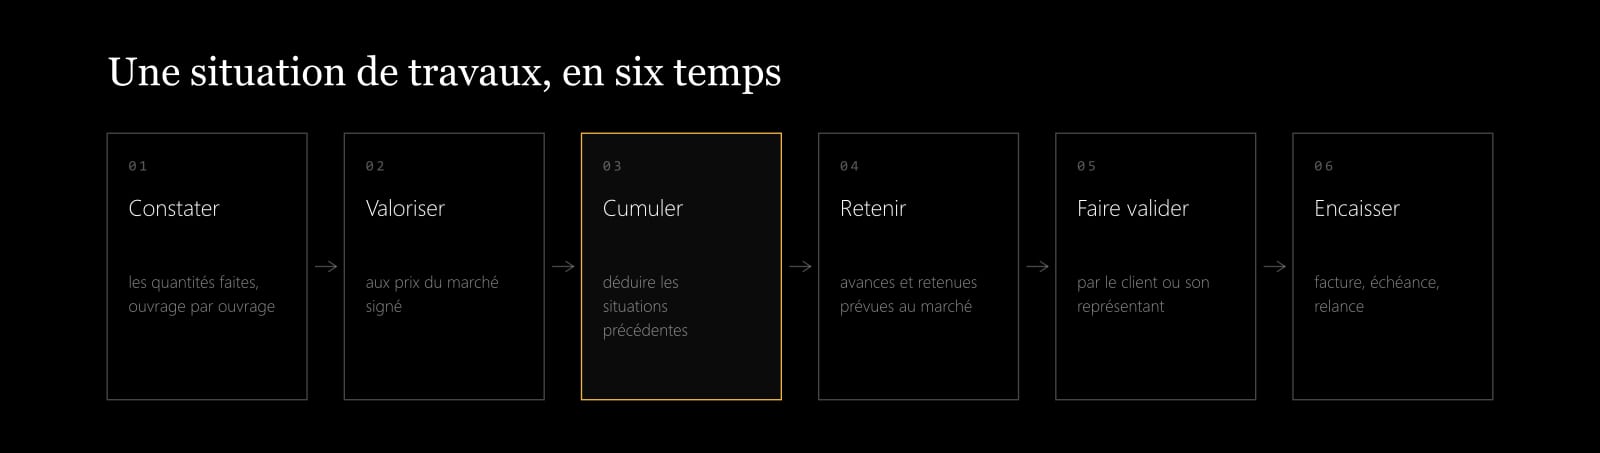 Une situation de travaux, en six temps
01
Constater
les quantités faites,
ouvrage par ouvrage
02
Valoriser
aux prix du marché
signé
03
Cumuler
déduire les
situations
précédentes
04
Retenir
avances et retenues
prévues au marché
05
Faire valider
par le client ou son
représentant
06
Encaisser
facture, échéance,
relance